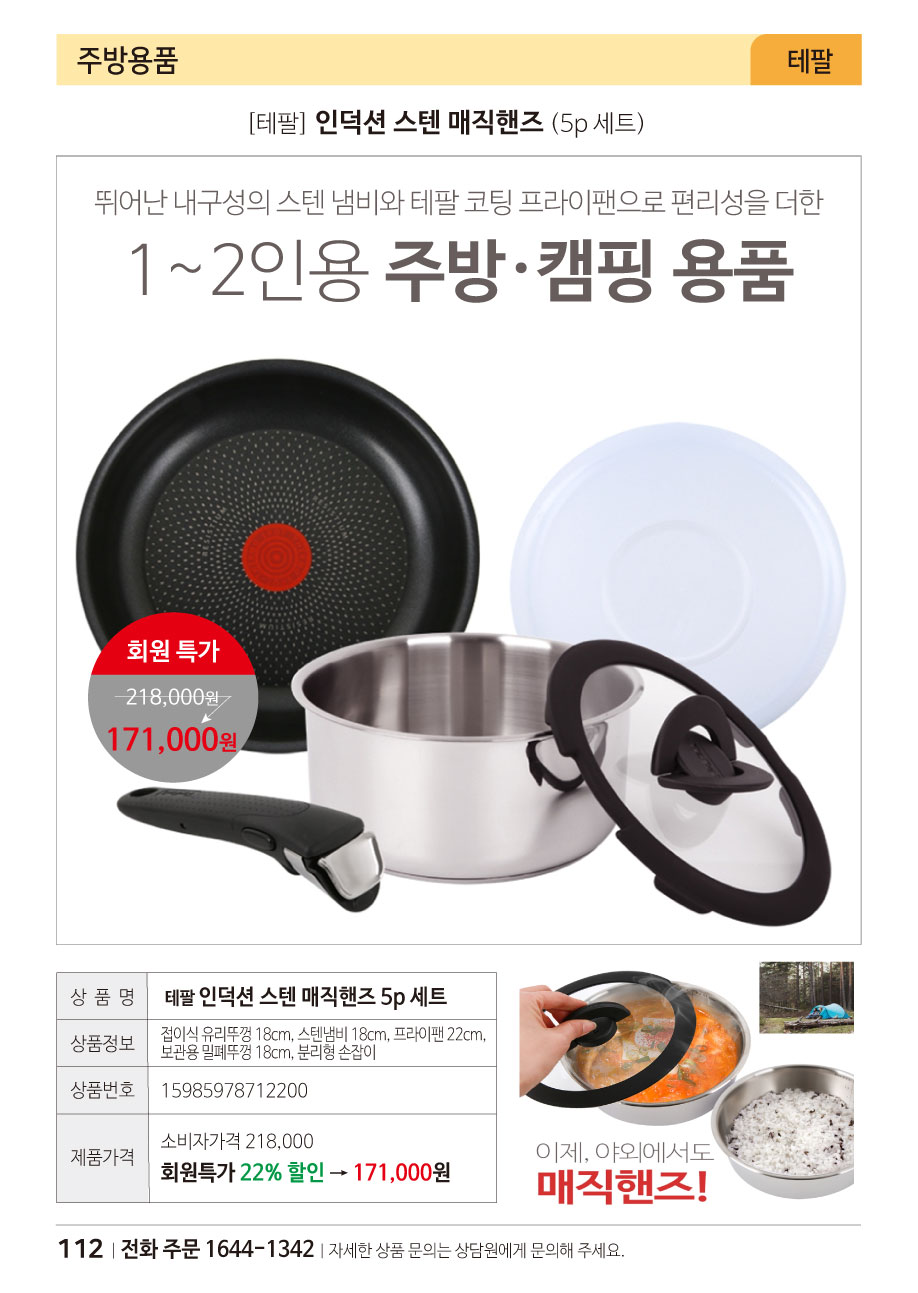 주방용품
테팔
[테팔] 인덕션 스텐 매직핸즈 (5p 세트)
뛰어난 내구성의 스텐 냄비와 테팔 코팅 프라이팬으로 편리성을 더한
1~2인용 주방·캠핑 용품
회원 특가
218,000원
171,000원
상 품 명
테팔 인덕션 스텐 매직핸즈 5p 세트
상품정보
접이식 유리뚜껑 18cm, 스텐냄비 18cm, 프라이팬 22cm,
보관용 밀폐뚜껑 18cm, 분리형 손잡이
상품번호
15985978712200
제품가격
소비자가격 218,000
회원특가 22% 할인 → 171,000원
이제, 야외에서도
매직핸즈!
112 | 전화 주문 1644-1342 | 자세한 상품 문의는 상담원에게 문의해 주세요.